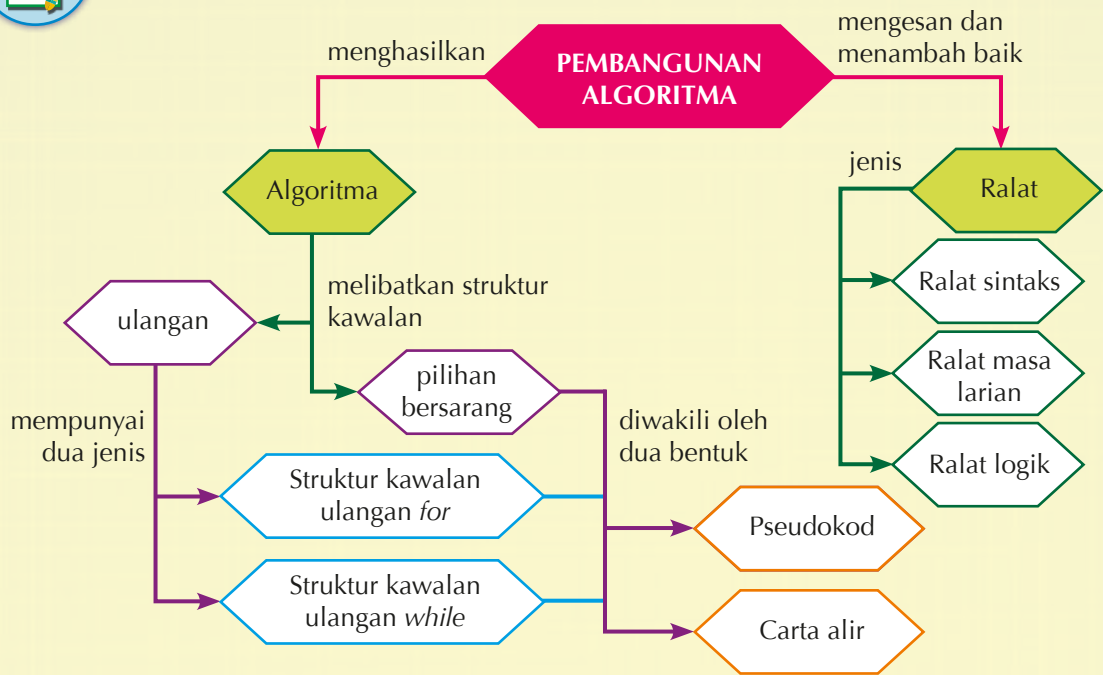 menghasilkan
PEMBANGUNAN
ALGORITMA
mengesan dan
menambah baik
Algoritma
jenis
Ralat
melibatkan struktur
kawalan
ulangan
pilihan
bersarang
Ralat sintaks
Ralat masa
larian
Ralat logik
mempunyai
dua jenis
diwakili oleh
dua bentuk
Struktur kawalan
ulangan for
Struktur kawalan
ulangan while
Pseudokod
Carta alir